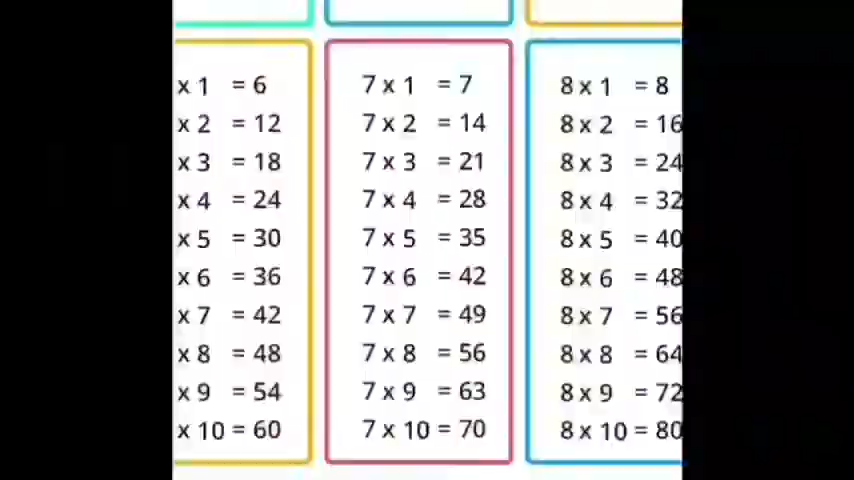 x 1 = 6
x 2 = 12
x 3 = 18
x 4 = 24
x 5 = 30
x 6 = 36
x 7 = 42
x 8 = 48
x 9 = 54
x 10 = 60
7 x 1 = 7
7 x 2 = 14
7 x 3 = 21
7 x 4 = 28
7 x 5 = 35
7 x 6 = 42
7 x 7 = 49
7 x 8 = 56
7 x 9 = 63
7 x 10 = 70
8 x 1 = 8
8 x 2 = 16
8 x 3 = 24
8 x 4 = 32
8 x 5 = 40
8 x 6 = 48
8 x 7 = 56
8 x 8 = 64
8 x 9 = 72
8 x 10 = 80